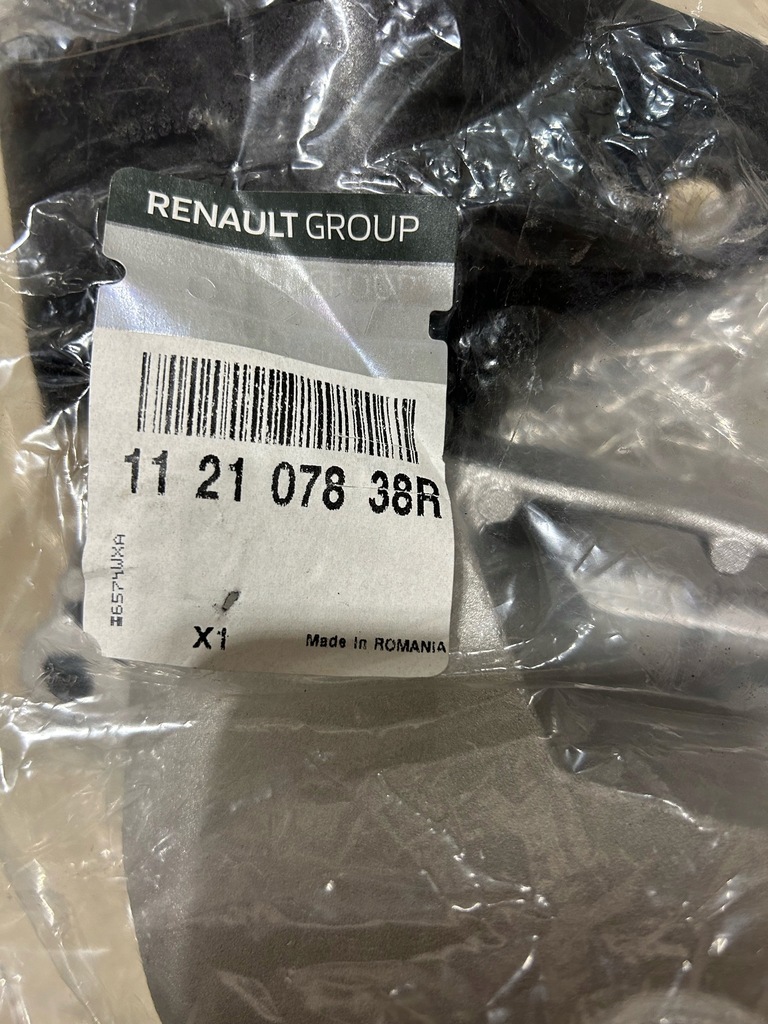 RENAULT GROUP
11 21 078 38R
X1
Made In ROMANIA